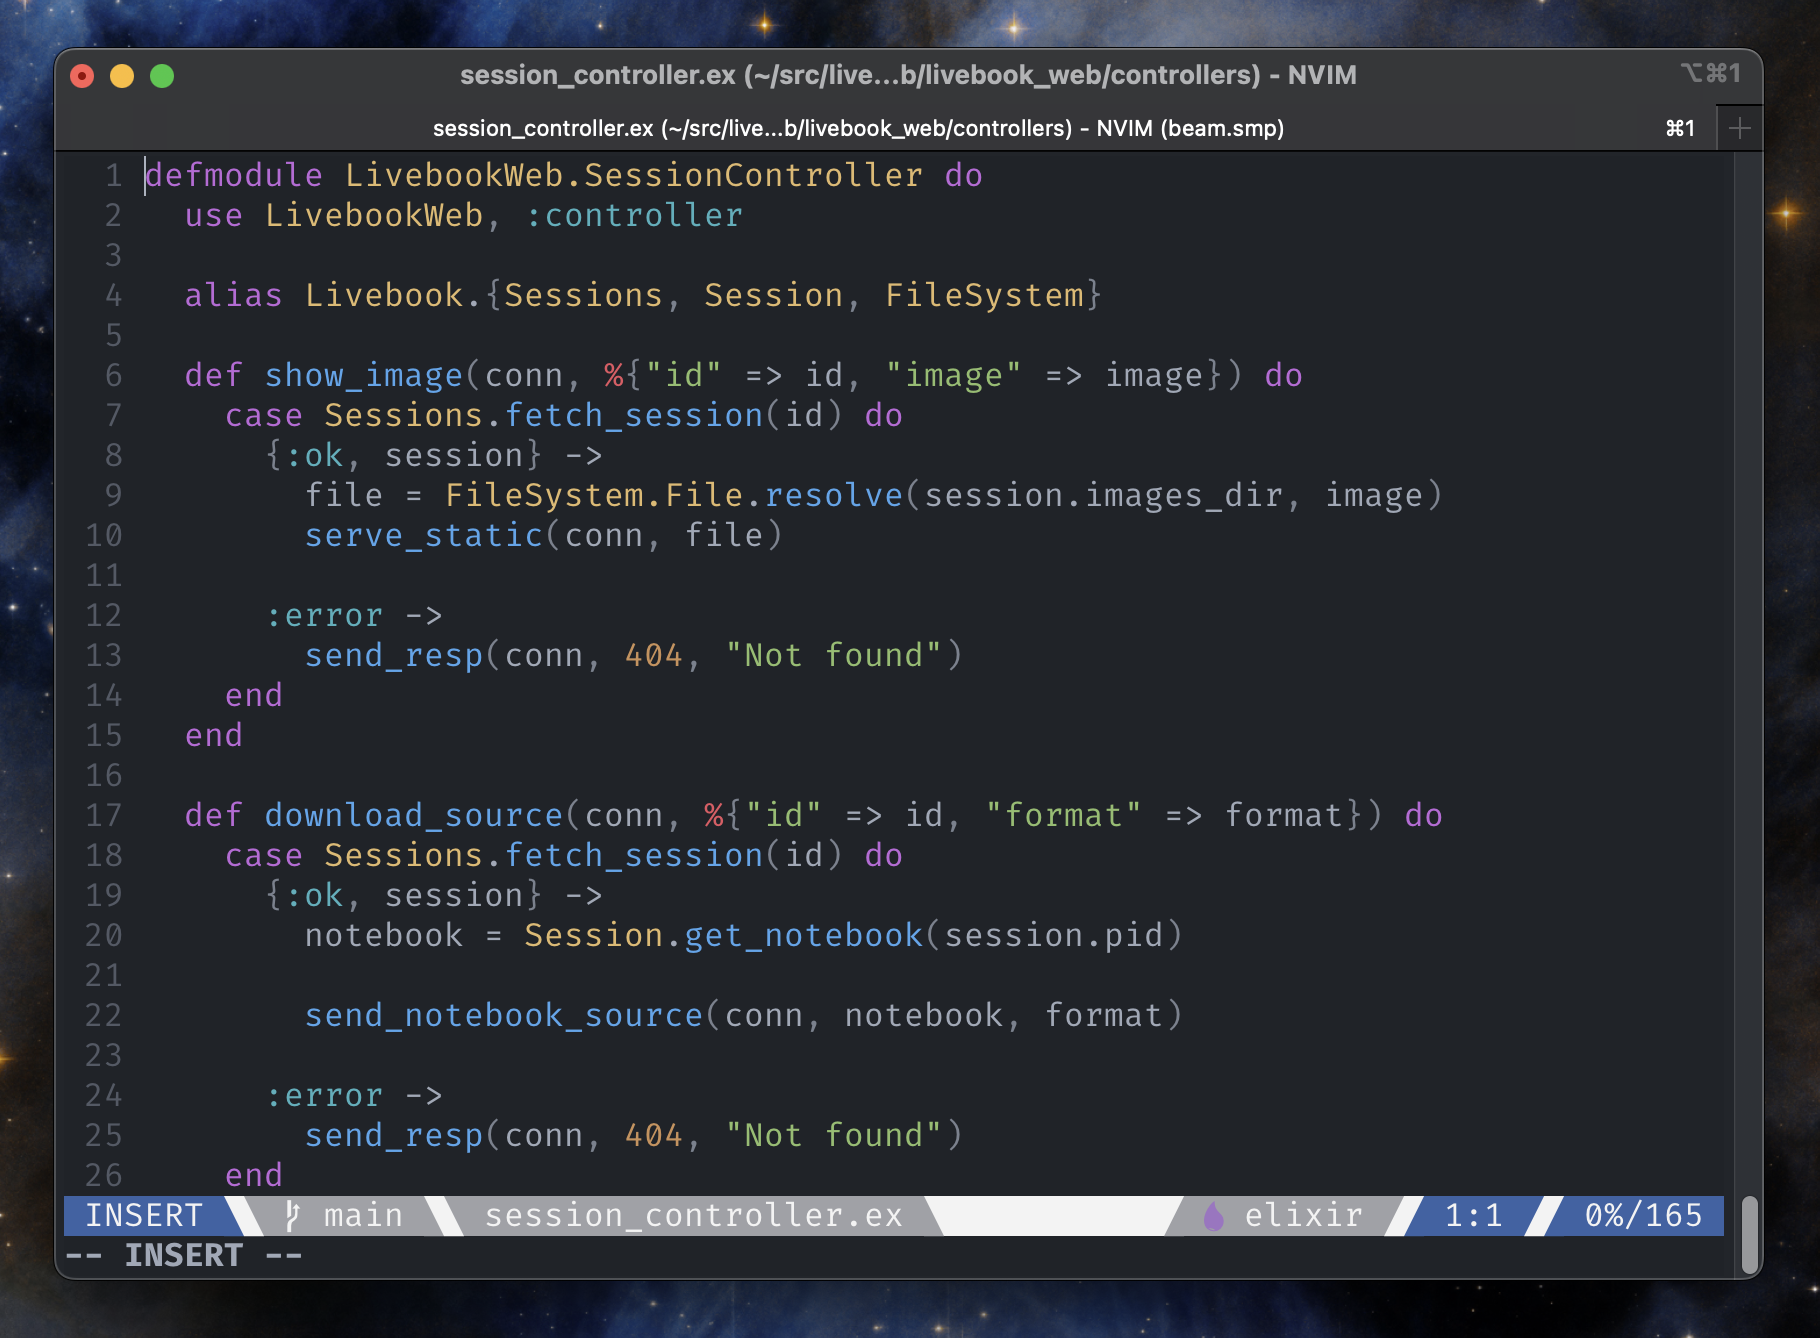 session_controller.ex (~/src/live...b/livebook_web/controllers) - NVIM ⌥⌘1
session_controller.ex (~/src/live...b/livebook_web/controllers) - NVIM (beam.smp) ⌘1 +
1 defmodule LivebookWeb.SessionController do
2   use LivebookWeb, :controller
3
4   alias Livebook.{Sessions, Session, FileSystem}
5
6   def show_image(conn, %{"id" => id, "image" => image}) do
7     case Sessions.fetch_session(id) do
8       {:ok, session} ->
9         file = FileSystem.File.resolve(session.images_dir, image)
10         serve_static(conn, file)
11
12       :error ->
13         send_resp(conn, 404, "Not found")
14     end
15   end
16
17   def download_source(conn, %{"id" => id, "format" => format}) do
18     case Sessions.fetch_session(id) do
19       {:ok, session} ->
20         notebook = Session.get_notebook(session.pid)
21
22         send_notebook_source(conn, notebook, format)
23
24       :error ->
25         send_resp(conn, 404, "Not found")
26     end
INSERT main session_controller.ex elixir 1:1 0%/165
-- INSERT --